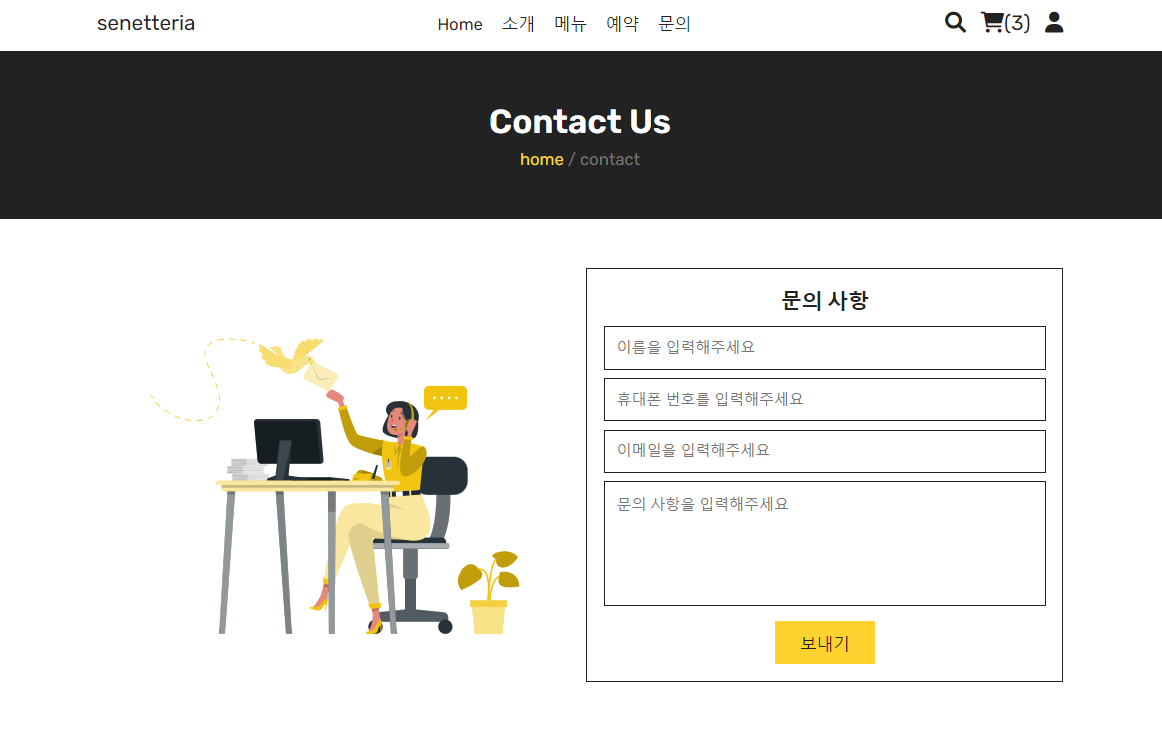 senetteria
Home 소개 메뉴 예약 문의
(3)
Contact Us
home / contact
문의 사항
이름을 입력해주세요
휴대폰 번호를 입력해주세요
이메일을 입력해주세요
문의 사항을 입력해주세요
보내기